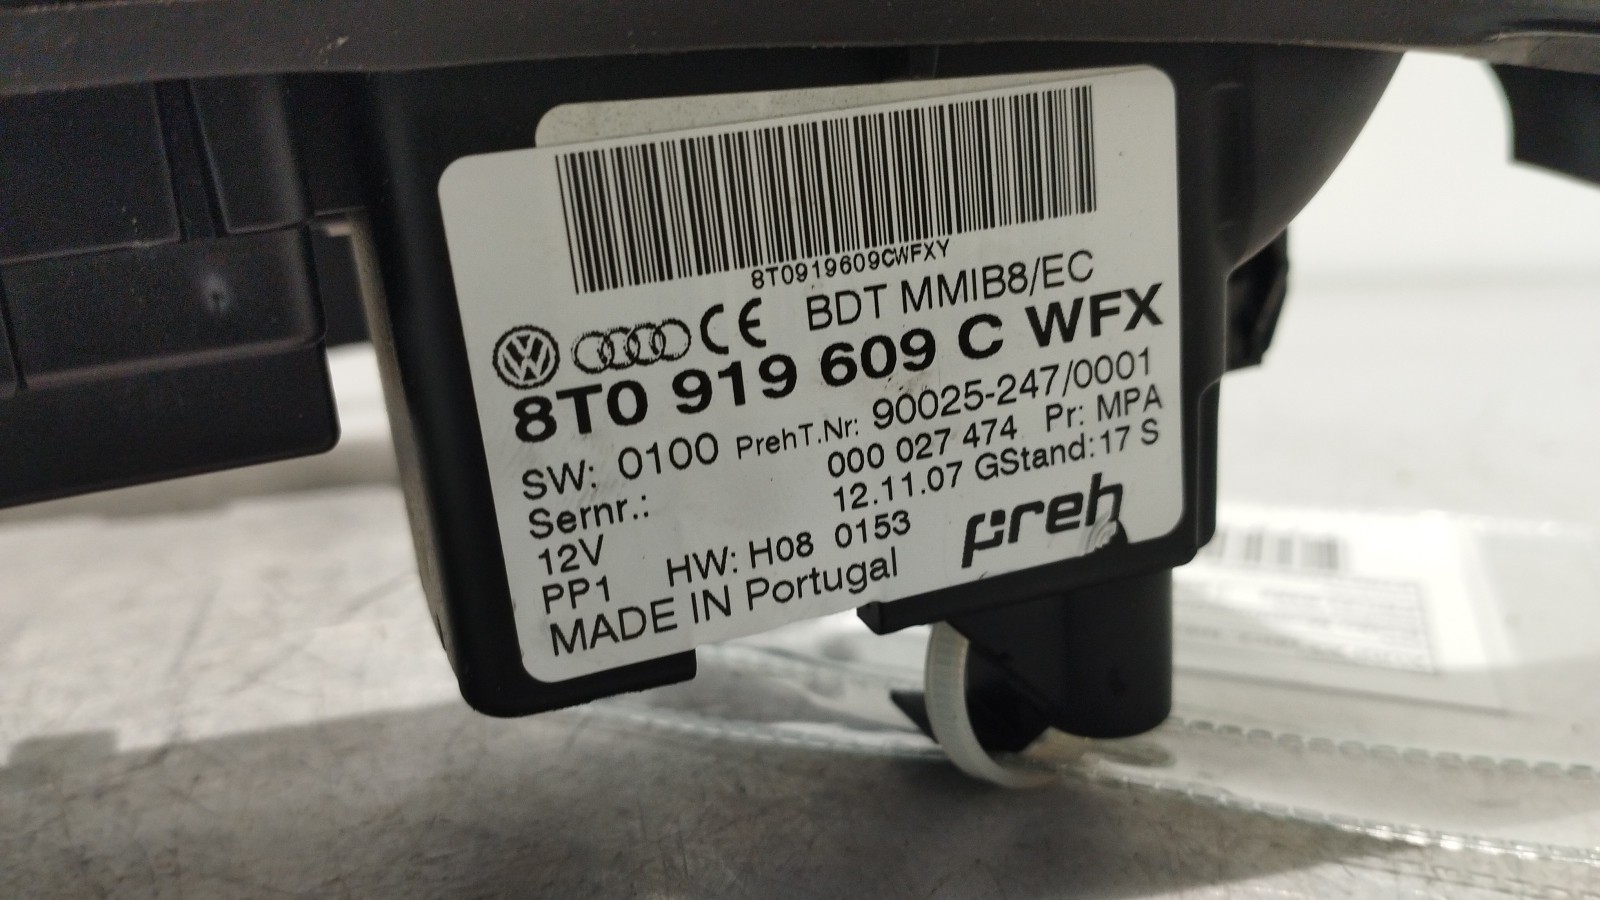 8T0919609CWFXY
BDT MMIB8/EC
8T0 919 609 C WFX
SW: 0100 PrehT.Nr: 90025-247/0001
Sernr.: 000 027 474 Pr: MPA
12V 12.11.07 GStand: 17 S
PP1 HW: H08 0153
MADE IN Portugal preh